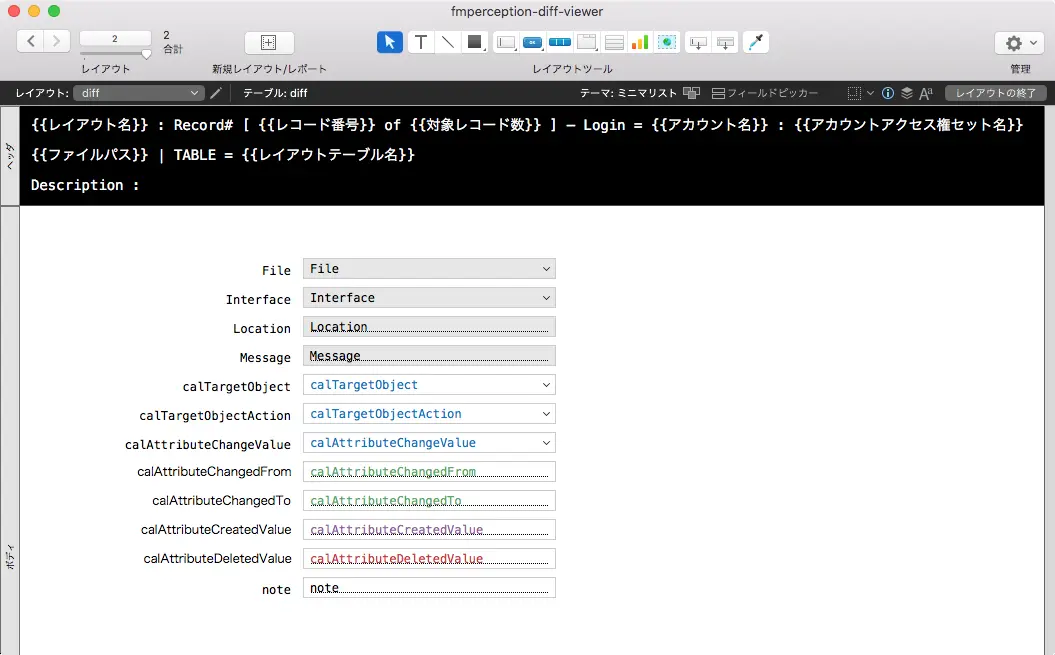 fmperception-diff-viewer
2
2
合計
レイアウト
新規レイアウト/レポート
レイアウトツール
管理
レイアウト: diff
テーブル: diff
テーマ: ミニマリスト
フィールドピッカー
レイアウトの終了
ヘッダ
{{レイアウト名}} : Record# [ {{レコード番号}} of {{対象レコード数}} ] — Login = {{アカウント名}} : {{アカウントアクセス権セット名}}
{{ファイルパス}} | TABLE = {{レイアウトテーブル名}}
Description :
ボディ
File File
Interface Interface
Location Location
Message Message
calTargetObject calTargetObject
calTargetObjectAction calTargetObjectAction
calAttributeChangeValue calAttributeChangeValue
calAttributeChangedFrom calAttributeChangedFrom
calAttributeChangedTo calAttributeChangedTo
calAttributeCreatedValue calAttributeCreatedValue
calAttributeDeletedValue calAttributeDeletedValue
note note